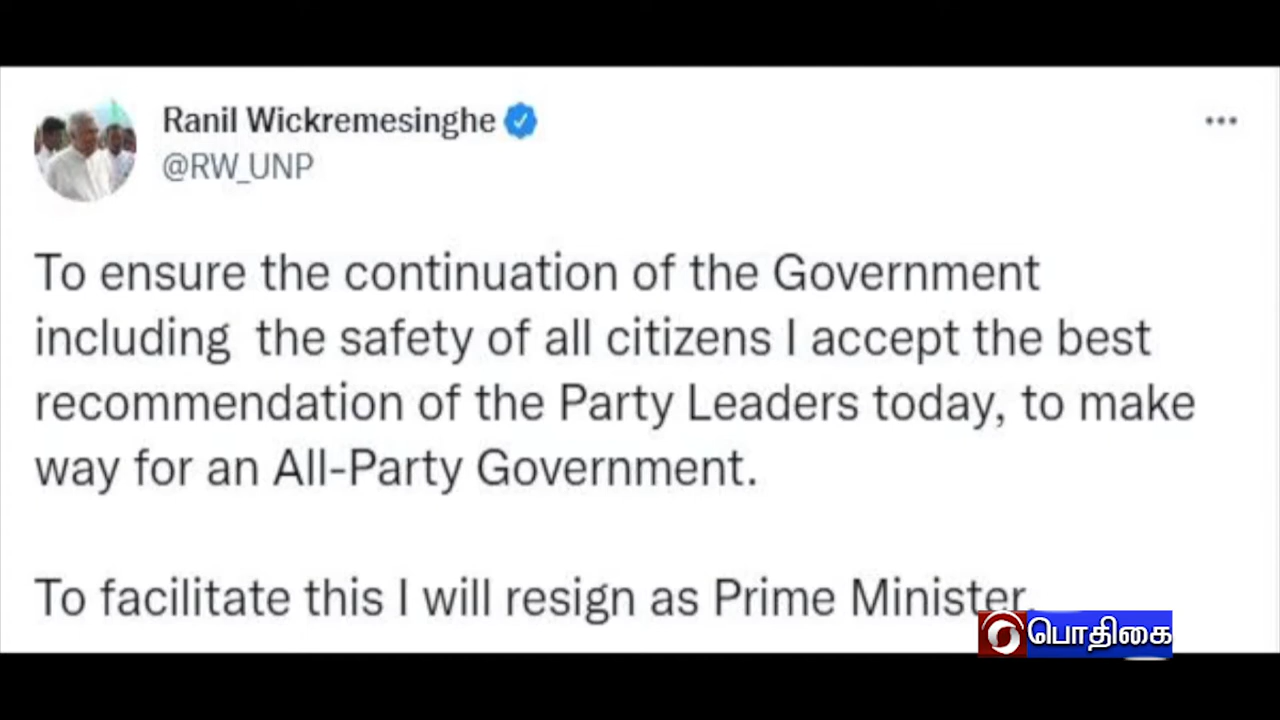 Ranil Wickremesinghe
@RW_UNP
To ensure the continuation of the Government
including the safety of all citizens I accept the best
recommendation of the Party Leaders today, to make
way for an All-Party Government.
To facilitate this I will resign as Prime Minister.
பொதிகை